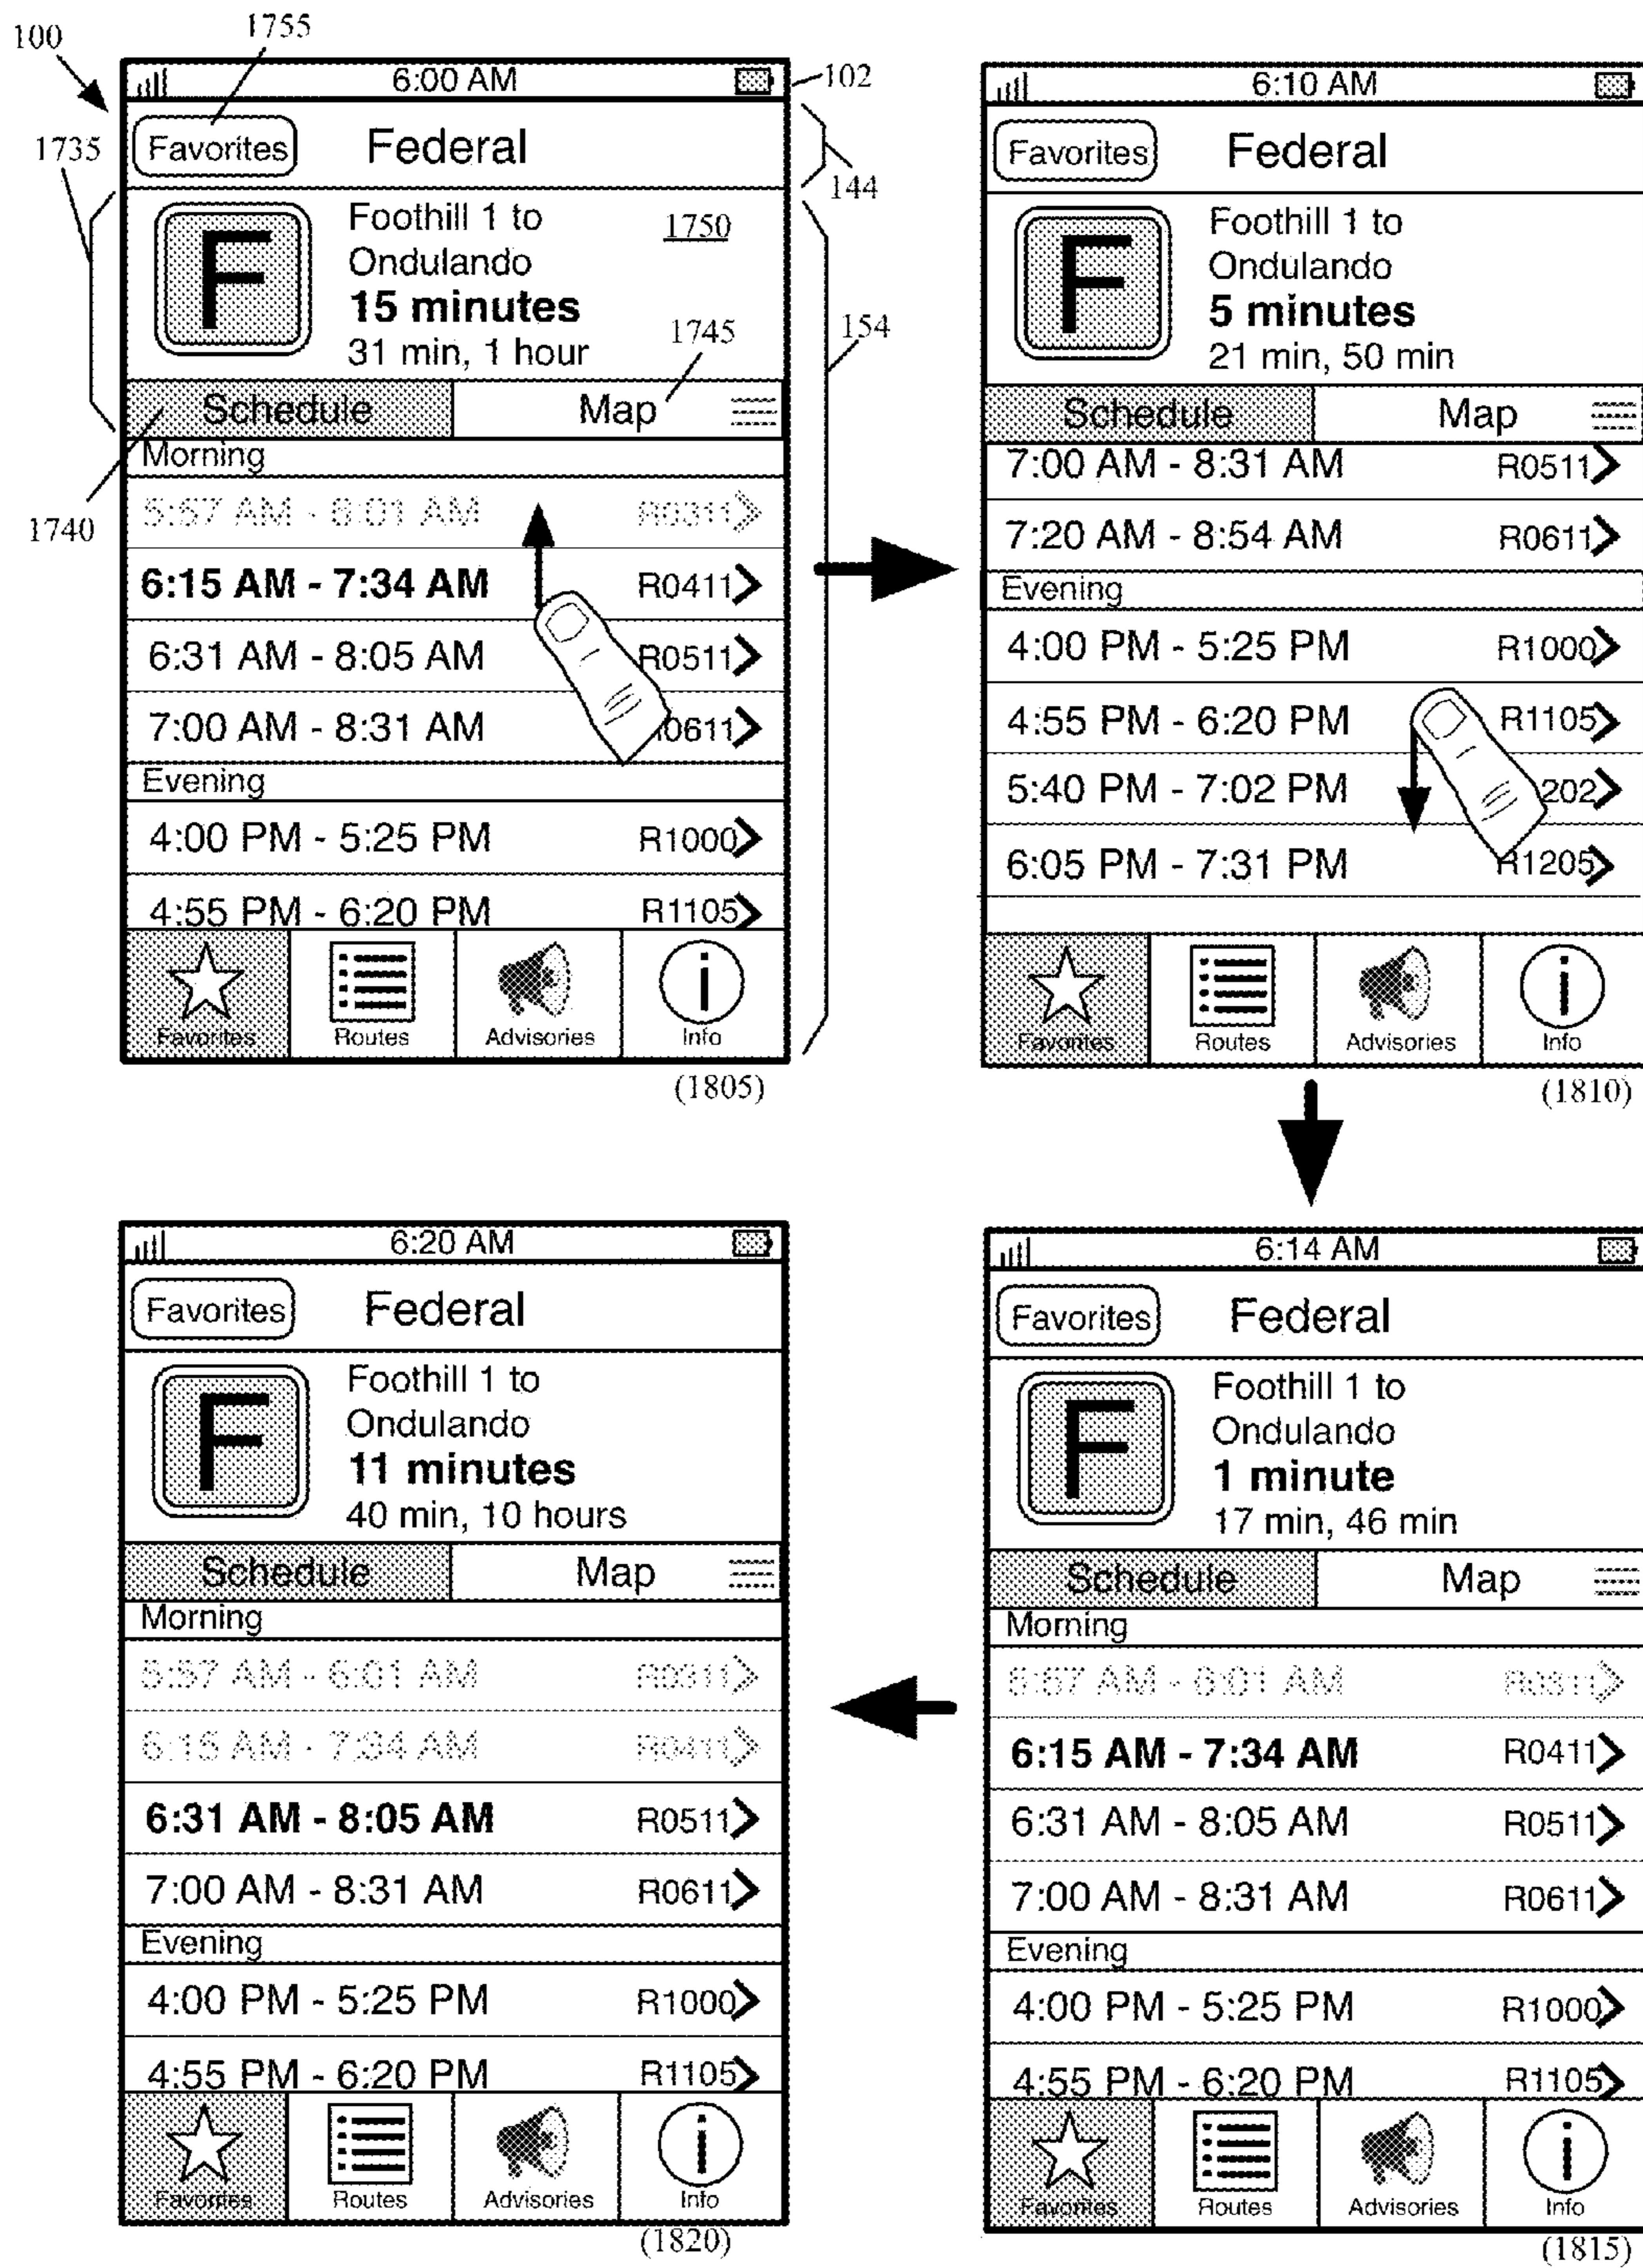 100
1755
6:00 AM
102
Favorites
Federal
1735
144
F
Foothill 1 to
Ondulando
15 minutes
31 min, 1 hour
1750
1745
154
Schedule
Map
1740
Morning
5:57 AM - 6:01 AM R0311
6:15 AM - 7:34 AM R0411
6:31 AM - 8:05 AM R0511
7:00 AM - 8:31 AM 0611
Evening
4:00 PM - 5:25 PM R1000
4:55 PM - 6:20 PM R1105
Favorites
Routes
Advisories
Info
(1805)
6:10 AM
Favorites
Federal
F
Foothill 1 to
Ondulando
5 minutes
21 min, 50 min
Schedule
Map
7:00 AM - 8:31 AM R0511
7:20 AM - 8:54 AM R0611
Evening
4:00 PM - 5:25 PM R1000
4:55 PM - 6:20 PM R1105
5:40 PM - 7:02 PM 202
6:05 PM - 7:31 PM R1205
Favorites
Routes
Advisories
Info
(1810)
6:20 AM
Favorites
Federal
F
Foothill 1 to
Ondulando
11 minutes
40 min, 10 hours
Schedule
Map
Morning
5:57 AM - 6:01 AM R0311
6:15 AM - 7:34 AM R0411
6:31 AM - 8:05 AM R0511
7:00 AM - 8:31 AM R0611
Evening
4:00 PM - 5:25 PM R1000
4:55 PM - 6:20 PM R1105
Favorites
Routes
Advisories
Info
(1820)
6:14 AM
Favorites
Federal
F
Foothill 1 to
Ondulando
1 minute
17 min, 46 min
Schedule
Map
Morning
5:57 AM - 6:01 AM R0311
6:15 AM - 7:34 AM R0411
6:31 AM - 8:05 AM R0511
7:00 AM - 8:31 AM R0611
Evening
4:00 PM - 5:25 PM R1000
4:55 PM - 6:20 PM R1105
Favorites
Routes
Advisories
Info
(1815)